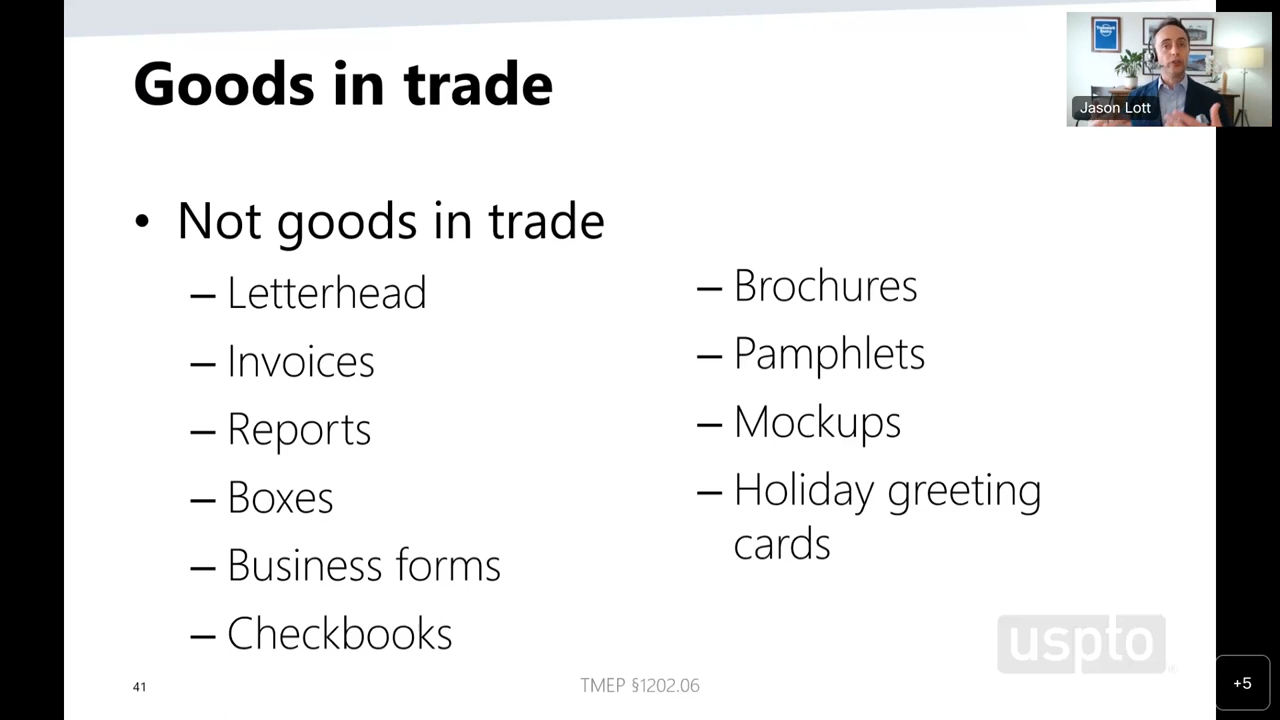 Goods in trade
Jason Lott
• Not goods in trade
– Letterhead
– Invoices
– Reports
– Boxes
– Business forms
– Checkbooks
– Brochures
– Pamphlets
– Mockups
– Holiday greeting
cards
uspto®
41
TMEP §1202.06
+5